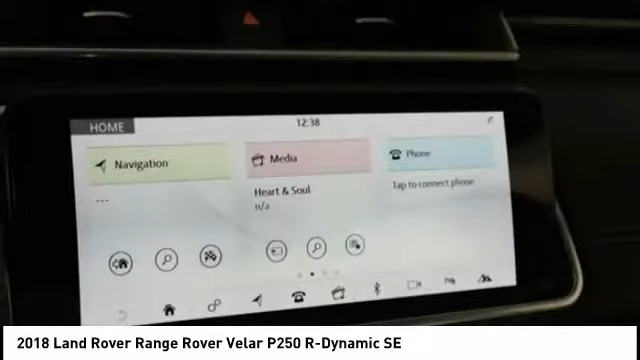 HOME
12:38
Navigation
Media
Phone
---
Heart & Soul
n/a
Tap to connect phone
2018 Land Rover Range Rover Velar P250 R-Dynamic SE